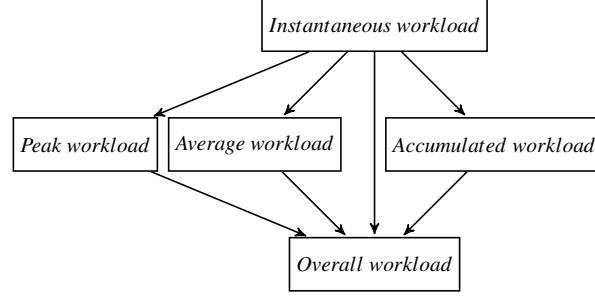 Instantaneous workload
Peak workload
Average workload
Accumulated workload
Overall workload